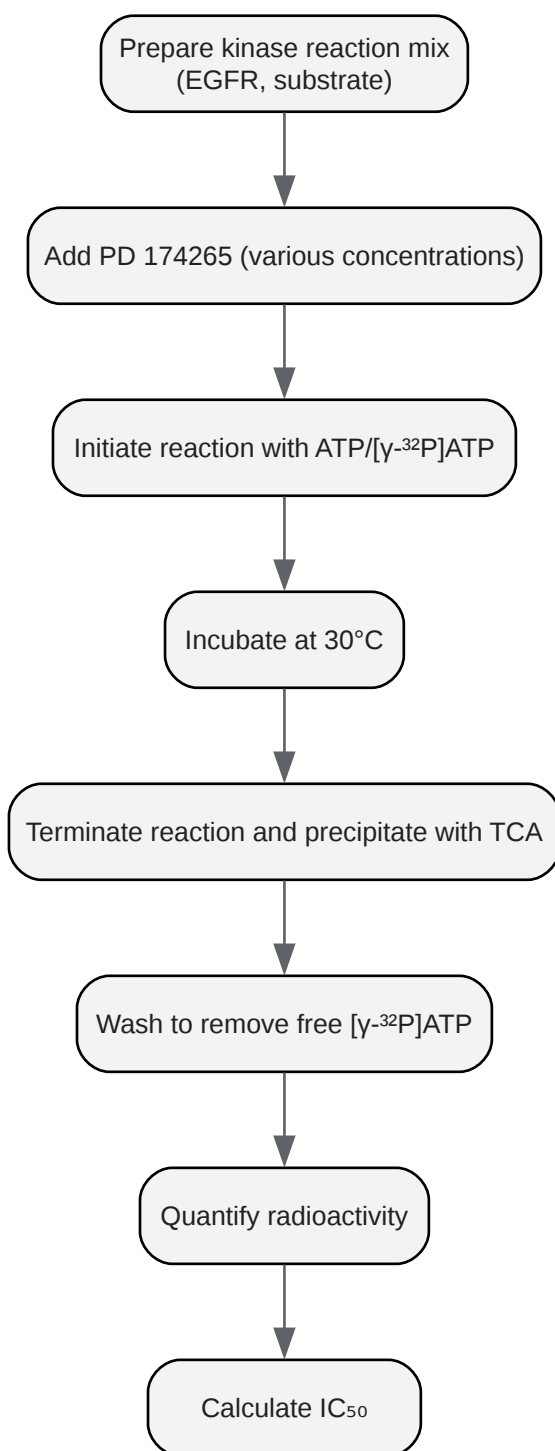 Prepare kinase reaction mix
(EGFR, substrate)
Add PD 174265 (various concentrations)
Initiate reaction with ATP/[γ-³²P]ATP
Incubate at 30°C
Terminate reaction and precipitate with TCA
Wash to remove free [γ-³²P]ATP
Quantify radioactivity
Calculate IC₅₀